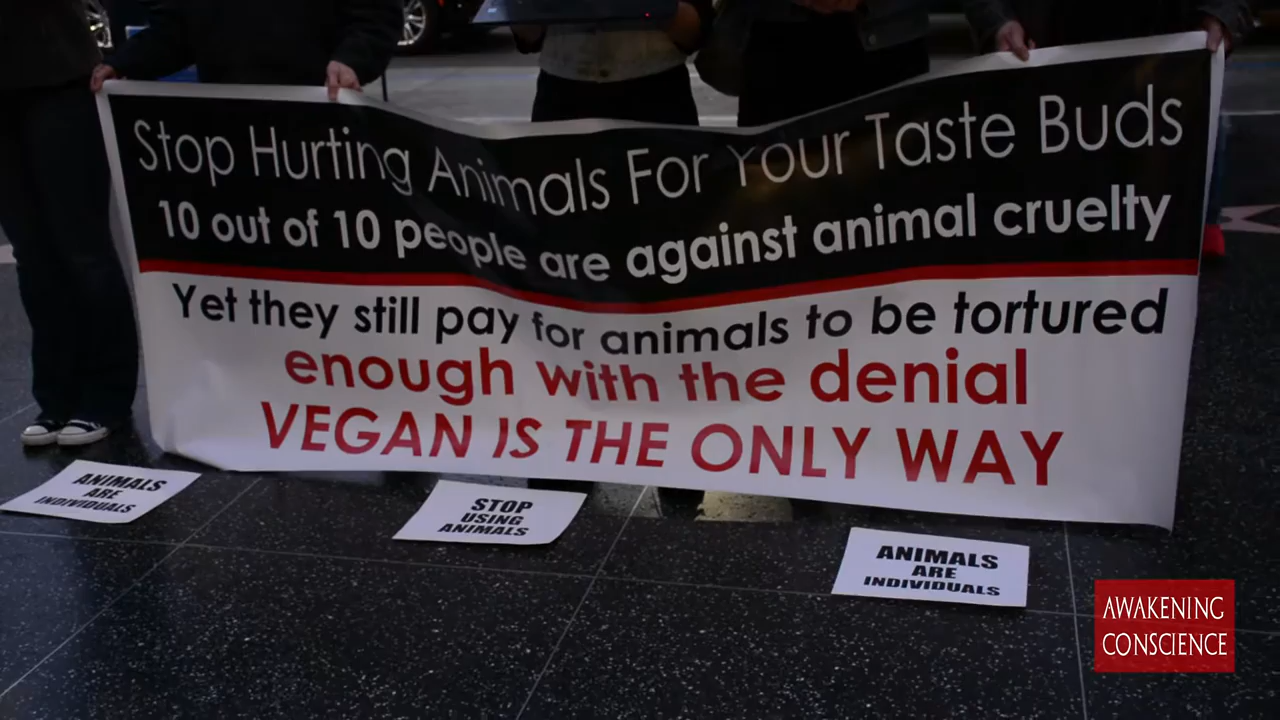 Stop Hurting Animals For Your Taste Buds
10 out of 10 people are against animal cruelty
Yet they still pay for animals to be tortured
enough with the denial
VEGAN IS THE ONLY WAY
ANIMALS
ARE
INDIVIDUALS
STOP
USING
ANIMALS
ANIMALS
ARE
INDIVIDUALS
AWAKENING
CONSCIENCE